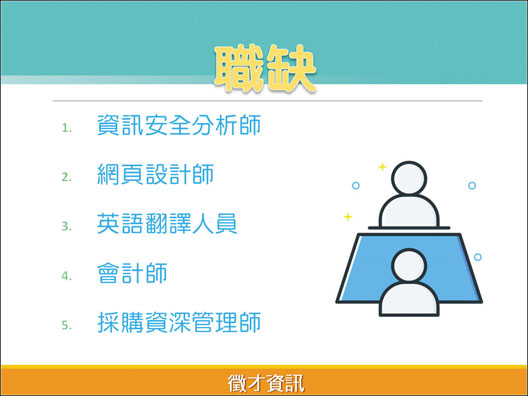 職缺
1. 資訊安全分析師
2. 網頁設計師
3. 英語翻譯人員
4. 會計師
5. 採購資深管理師
徵才資訊